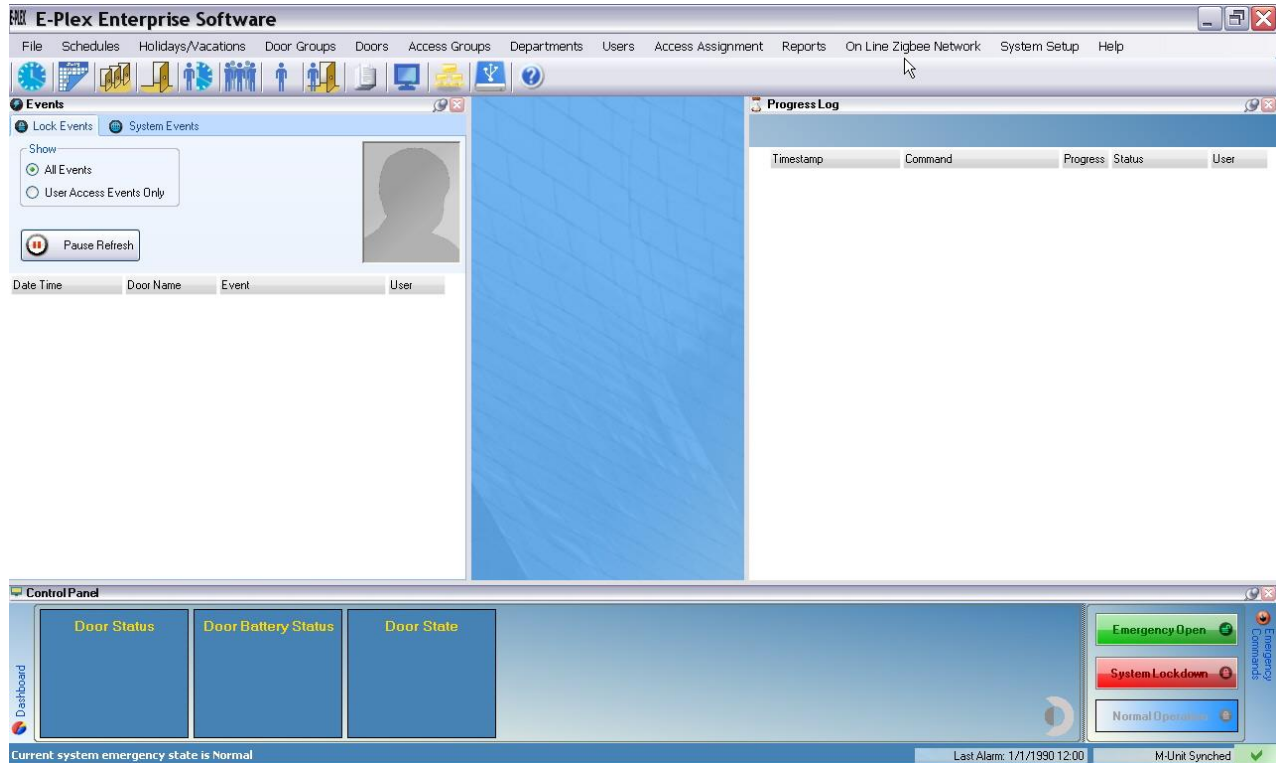 E-PLEX E-Plex Enterprise Software
File Schedules Holidays/Vacations Door Groups Doors Access Groups Departments Users Access Assignment Reports On Line Zigbee Network System Setup Help
Events
Lock Events System Events
Show
All Events
User Access Events Only
Pause Refresh
Date Time Door Name Event User
Progress Log
Timestamp Command Progress Status User
Control Panel
Dashboard
Door Status Door Battery Status Door State
Emergency Open
System Lockdown
Normal Operation
Emergency Commands
Current system emergency state is Normal Last Alarm: 1/1/1990 12:00 M-Unit Synched